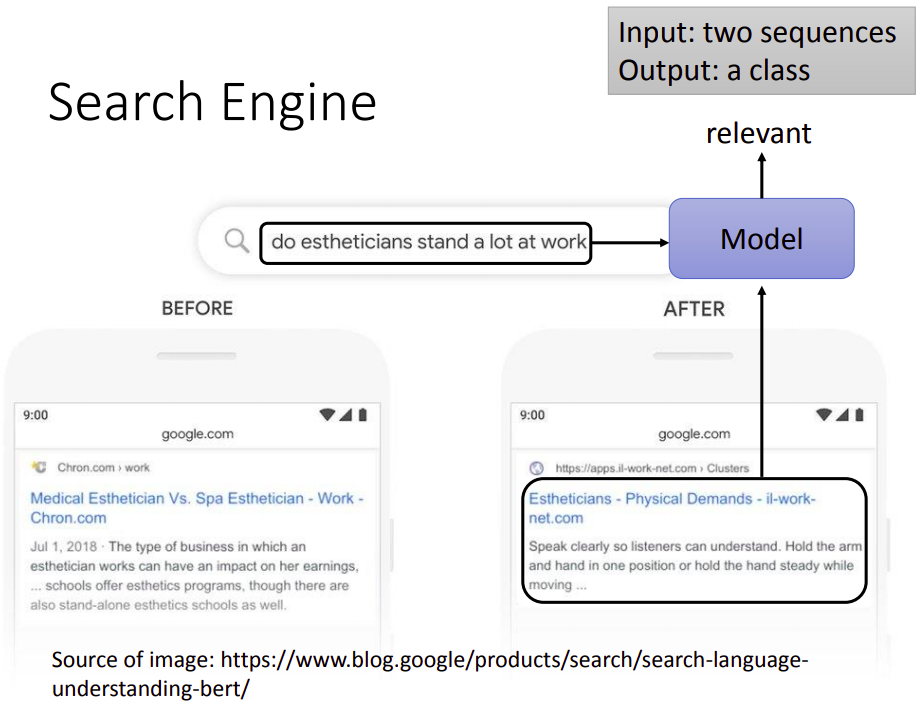 Input: two sequences
Output: a class
Search Engine
relevant
do estheticians stand a lot at work
Model
BEFORE
AFTER
9:00
google.com
Chron.com › work
Medical Esthetician Vs. Spa Esthetician - Work -
Chron.com
Jul 1, 2018 · The type of business in which an
esthetician works can have an impact on her earnings,
... schools offer esthetics programs, though there are
also stand-alone esthetics schools as well.
9:00
google.com
https://apps.il-work-net.com › Clusters
Estheticians - Physical Demands - il-work-
net.com
Speak clearly so listeners can understand. Hold the arm
and hand in one position or hold the hand steady while
moving ...
Source of image: https://www.blog.google/products/search/search-language-
understanding-bert/